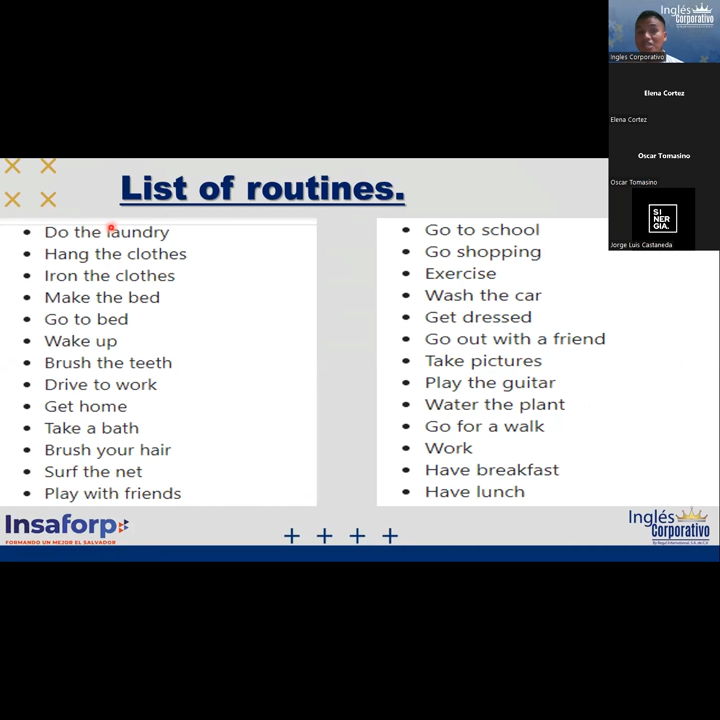 Inglés
Corporativo
Ingles Corporativo
Elena Cortez
Elena Cortez
Oscar Tomasino
Oscar Tomasino
SI
NER
GIA.
Jorge Luis Castaneda
List of routines.
Do the laundry
Hang the clothes
Iron the clothes
Make the bed
Go to bed
Wake up
Brush the teeth
Drive to work
Get home
Take a bath
Brush your hair
Surf the net
Play with friends
Go to school
Go shopping
Exercise
Wash the car
Get dressed
Go out with a friend
Take pictures
Play the guitar
Water the plant
Go for a walk
Work
Have breakfast
Have lunch
Insaforp
FORMANDO UN MEJOR EL SALVADOR
Inglés
Corporativo
By Regal International, S.A. de C.V.